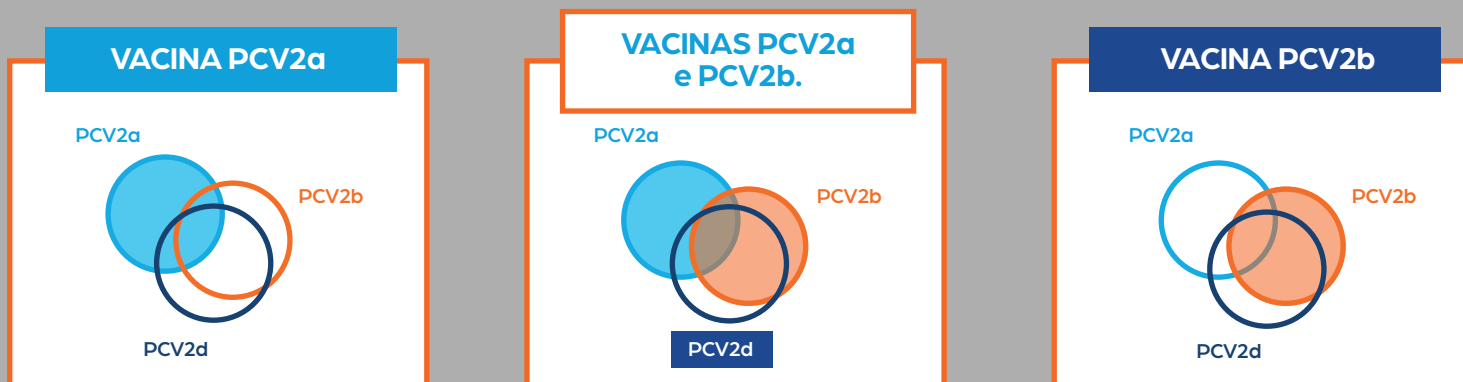 VACINA PCV2a
PCV2a
PCV2b
PCV2d
VACINAS PCV2a
e PCV2b.
PCV2a
PCV2b
PCV2d
VACINA PCV2b
PCV2a
PCV2b
PCV2d